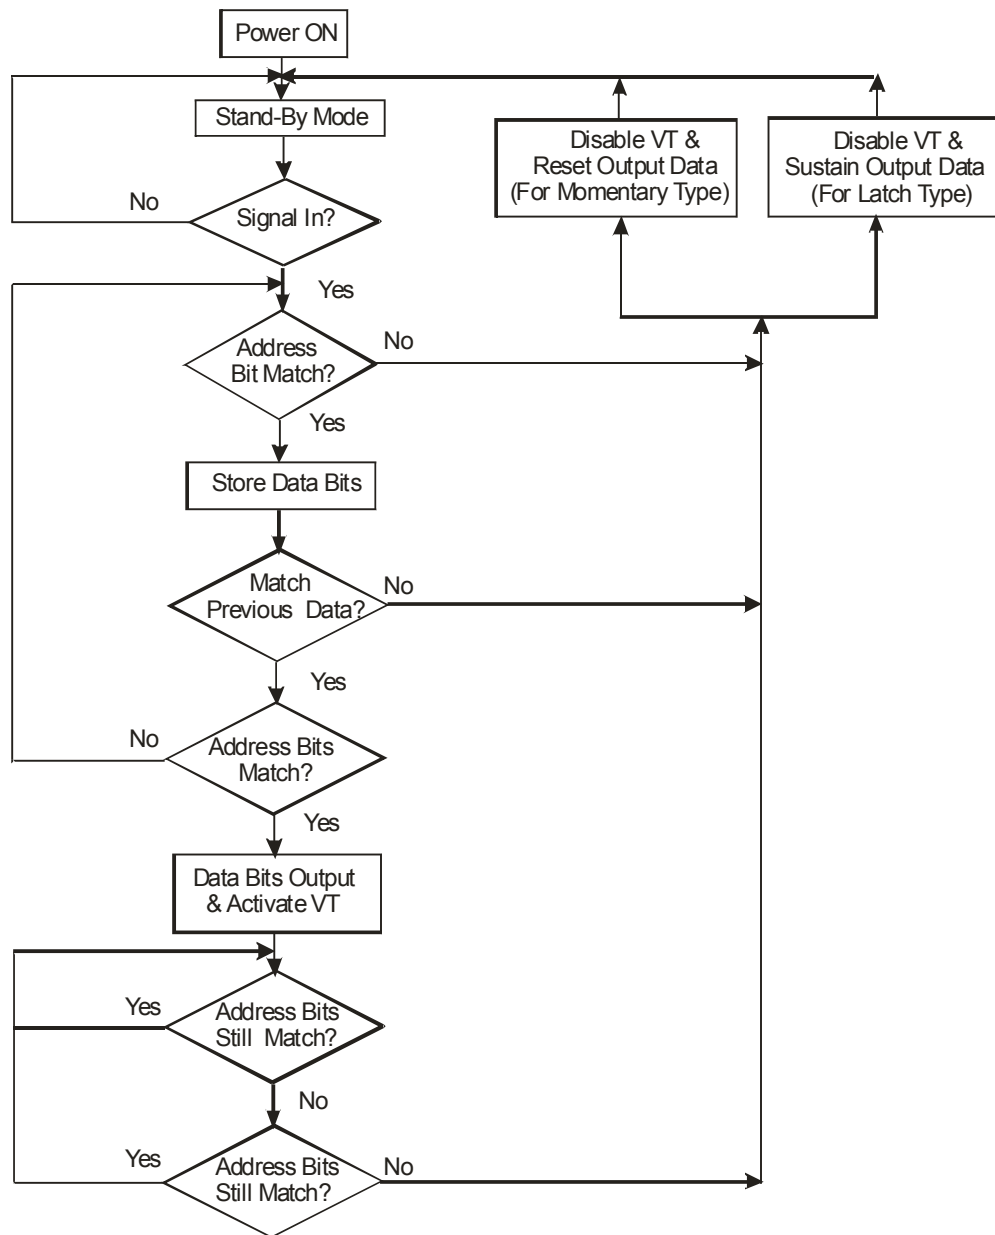 Power ON
Stand-By Mode
No
Signal In?
Yes
Disable VT &
Reset Output Data
(For Momentary Type)
Disable VT &
Sustain Output Data
(For Latch Type)
Address
Bit Match?
No
Yes
Store Data Bits
Match
Previous Data?
No
Yes
No
Address Bits
Match?
Yes
Data Bits Output
& Activate VT
Yes
Address Bits
Still Match?
No
Yes
Address Bits
Still Match?
No